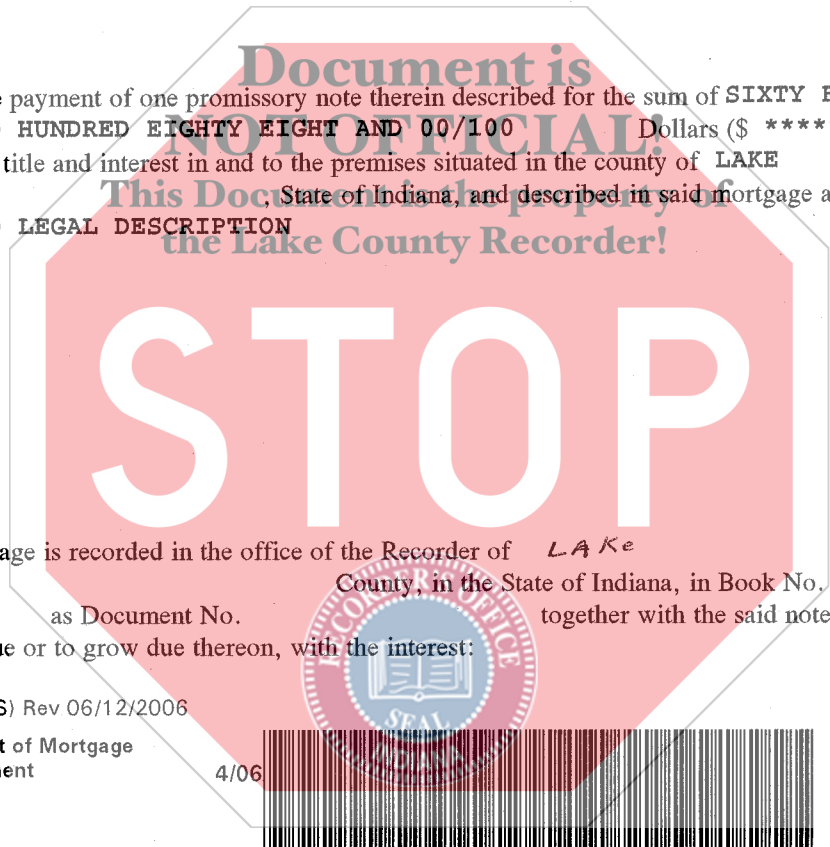 Document is
payment of one promissory note therein described for the sum of SIXTY
NOT OFFICIAL!
HUNDRED EIGHTY EIGHT AND 00/100 Dollars ($ ****
title and interest in and to the premises situated in the county of LAKE
This Document is the property of
, State of Indiana, and described in said mortgage
LEGAL DESCRIPTION
the Lake County Recorder!
STOP
is recorded in the office of the Recorder of LAKe
County, in the State of Indiana, in Book No.
as Document No. together with the said note
or to grow due thereon, with the interest:
RECORDER'S OFFICE
SEAL
INDIANA
S) Rev 06/12/2006
t of Mortgage
ent 4/06